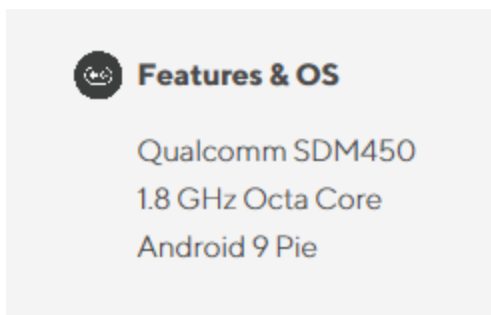 Features & OS
Qualcomm SDM450
1.8 GHz Octa Core
Android 9 Pie